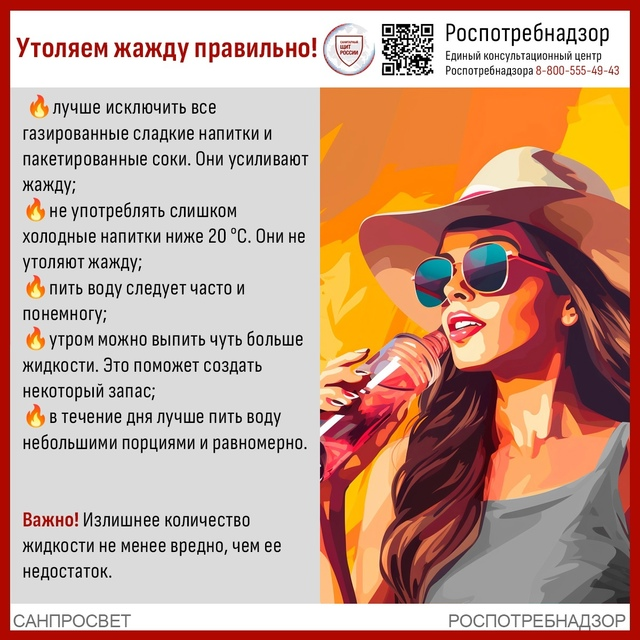 Утоляем жажду правильно!
САНИТАРНЫЙ
ЩИТ
РОССИИ
Роспотребнадзор
Единый консультационный центр
Роспотребнадзора 8-800-555-49-43
🔥лучше исключить все
газированные сладкие напитки и
пакетированные соки. Они усиливают
жажду;
🔥не употреблять слишком
холодные напитки ниже 20 °С. Они не
утоляют жажду;
🔥пить воду следует часто и
понемногу;
🔥утром можно выпить чуть больше
жидкости. Это поможет создать
некоторый запас;
🔥в течение дня лучше пить воду
небольшими порциями и равномерно.
Важно! Излишнее количество
жидкости не менее вредно, чем ее
недостаток.
САНПРОСВЕТ
РОСПОТРЕБНАДЗОР